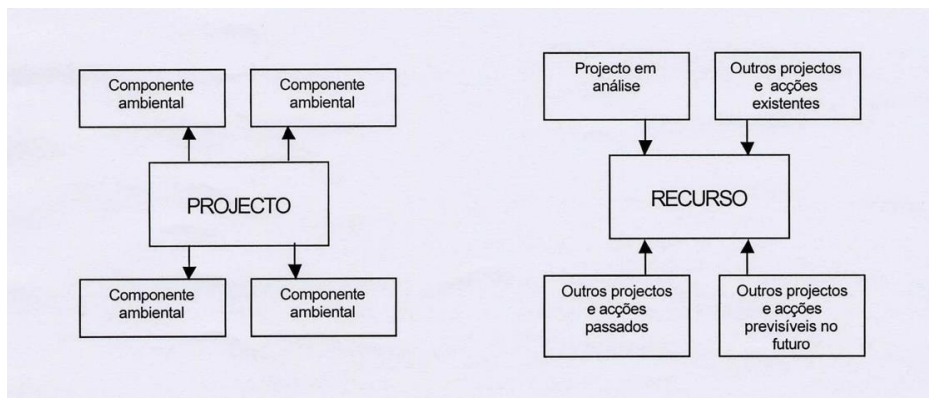 Componente
ambiental
Componente
ambiental
PROJECTO
Componente
ambiental
Componente
ambiental
Projecto em
análise
Outros projectos
e acções
existentes
RECURSO
Outros projectos
e acções
passados
Outros projectos
e acções
previsíveis no
futuro